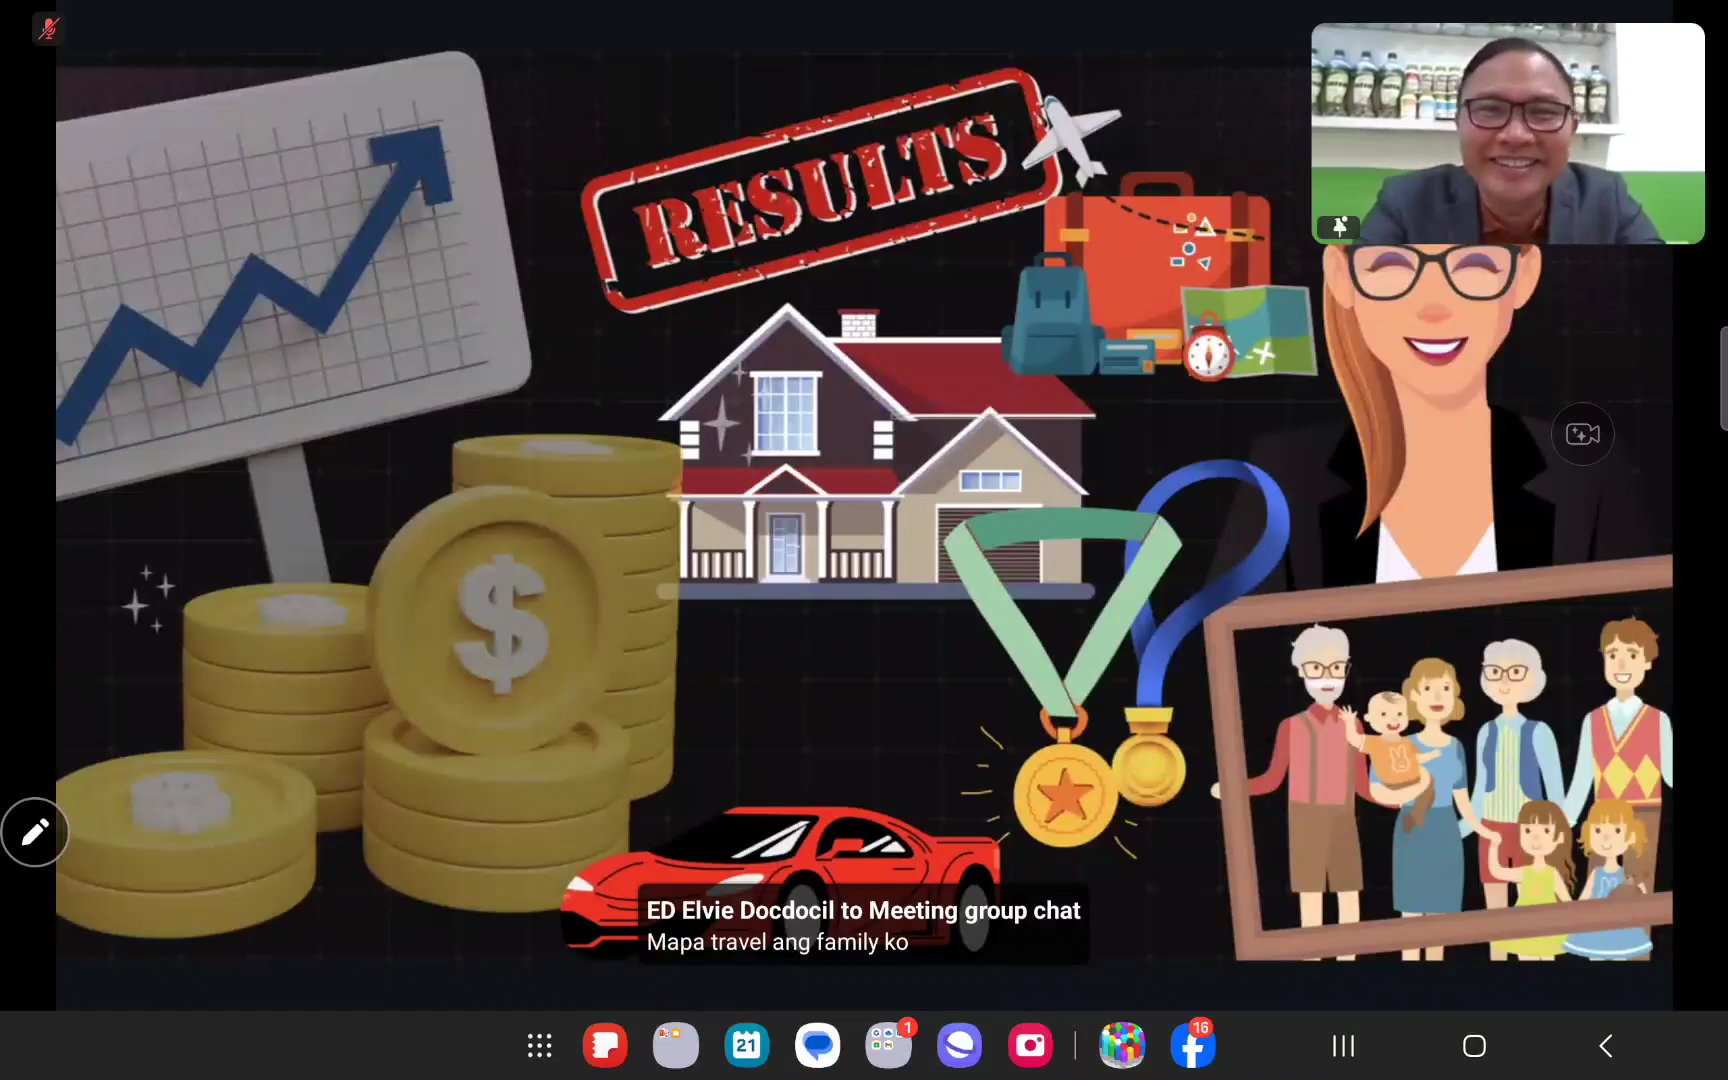 RESULTS
$
ED Elvie Docdocil to Meeting group chat
Mapa travel ang family ko
21
1
16